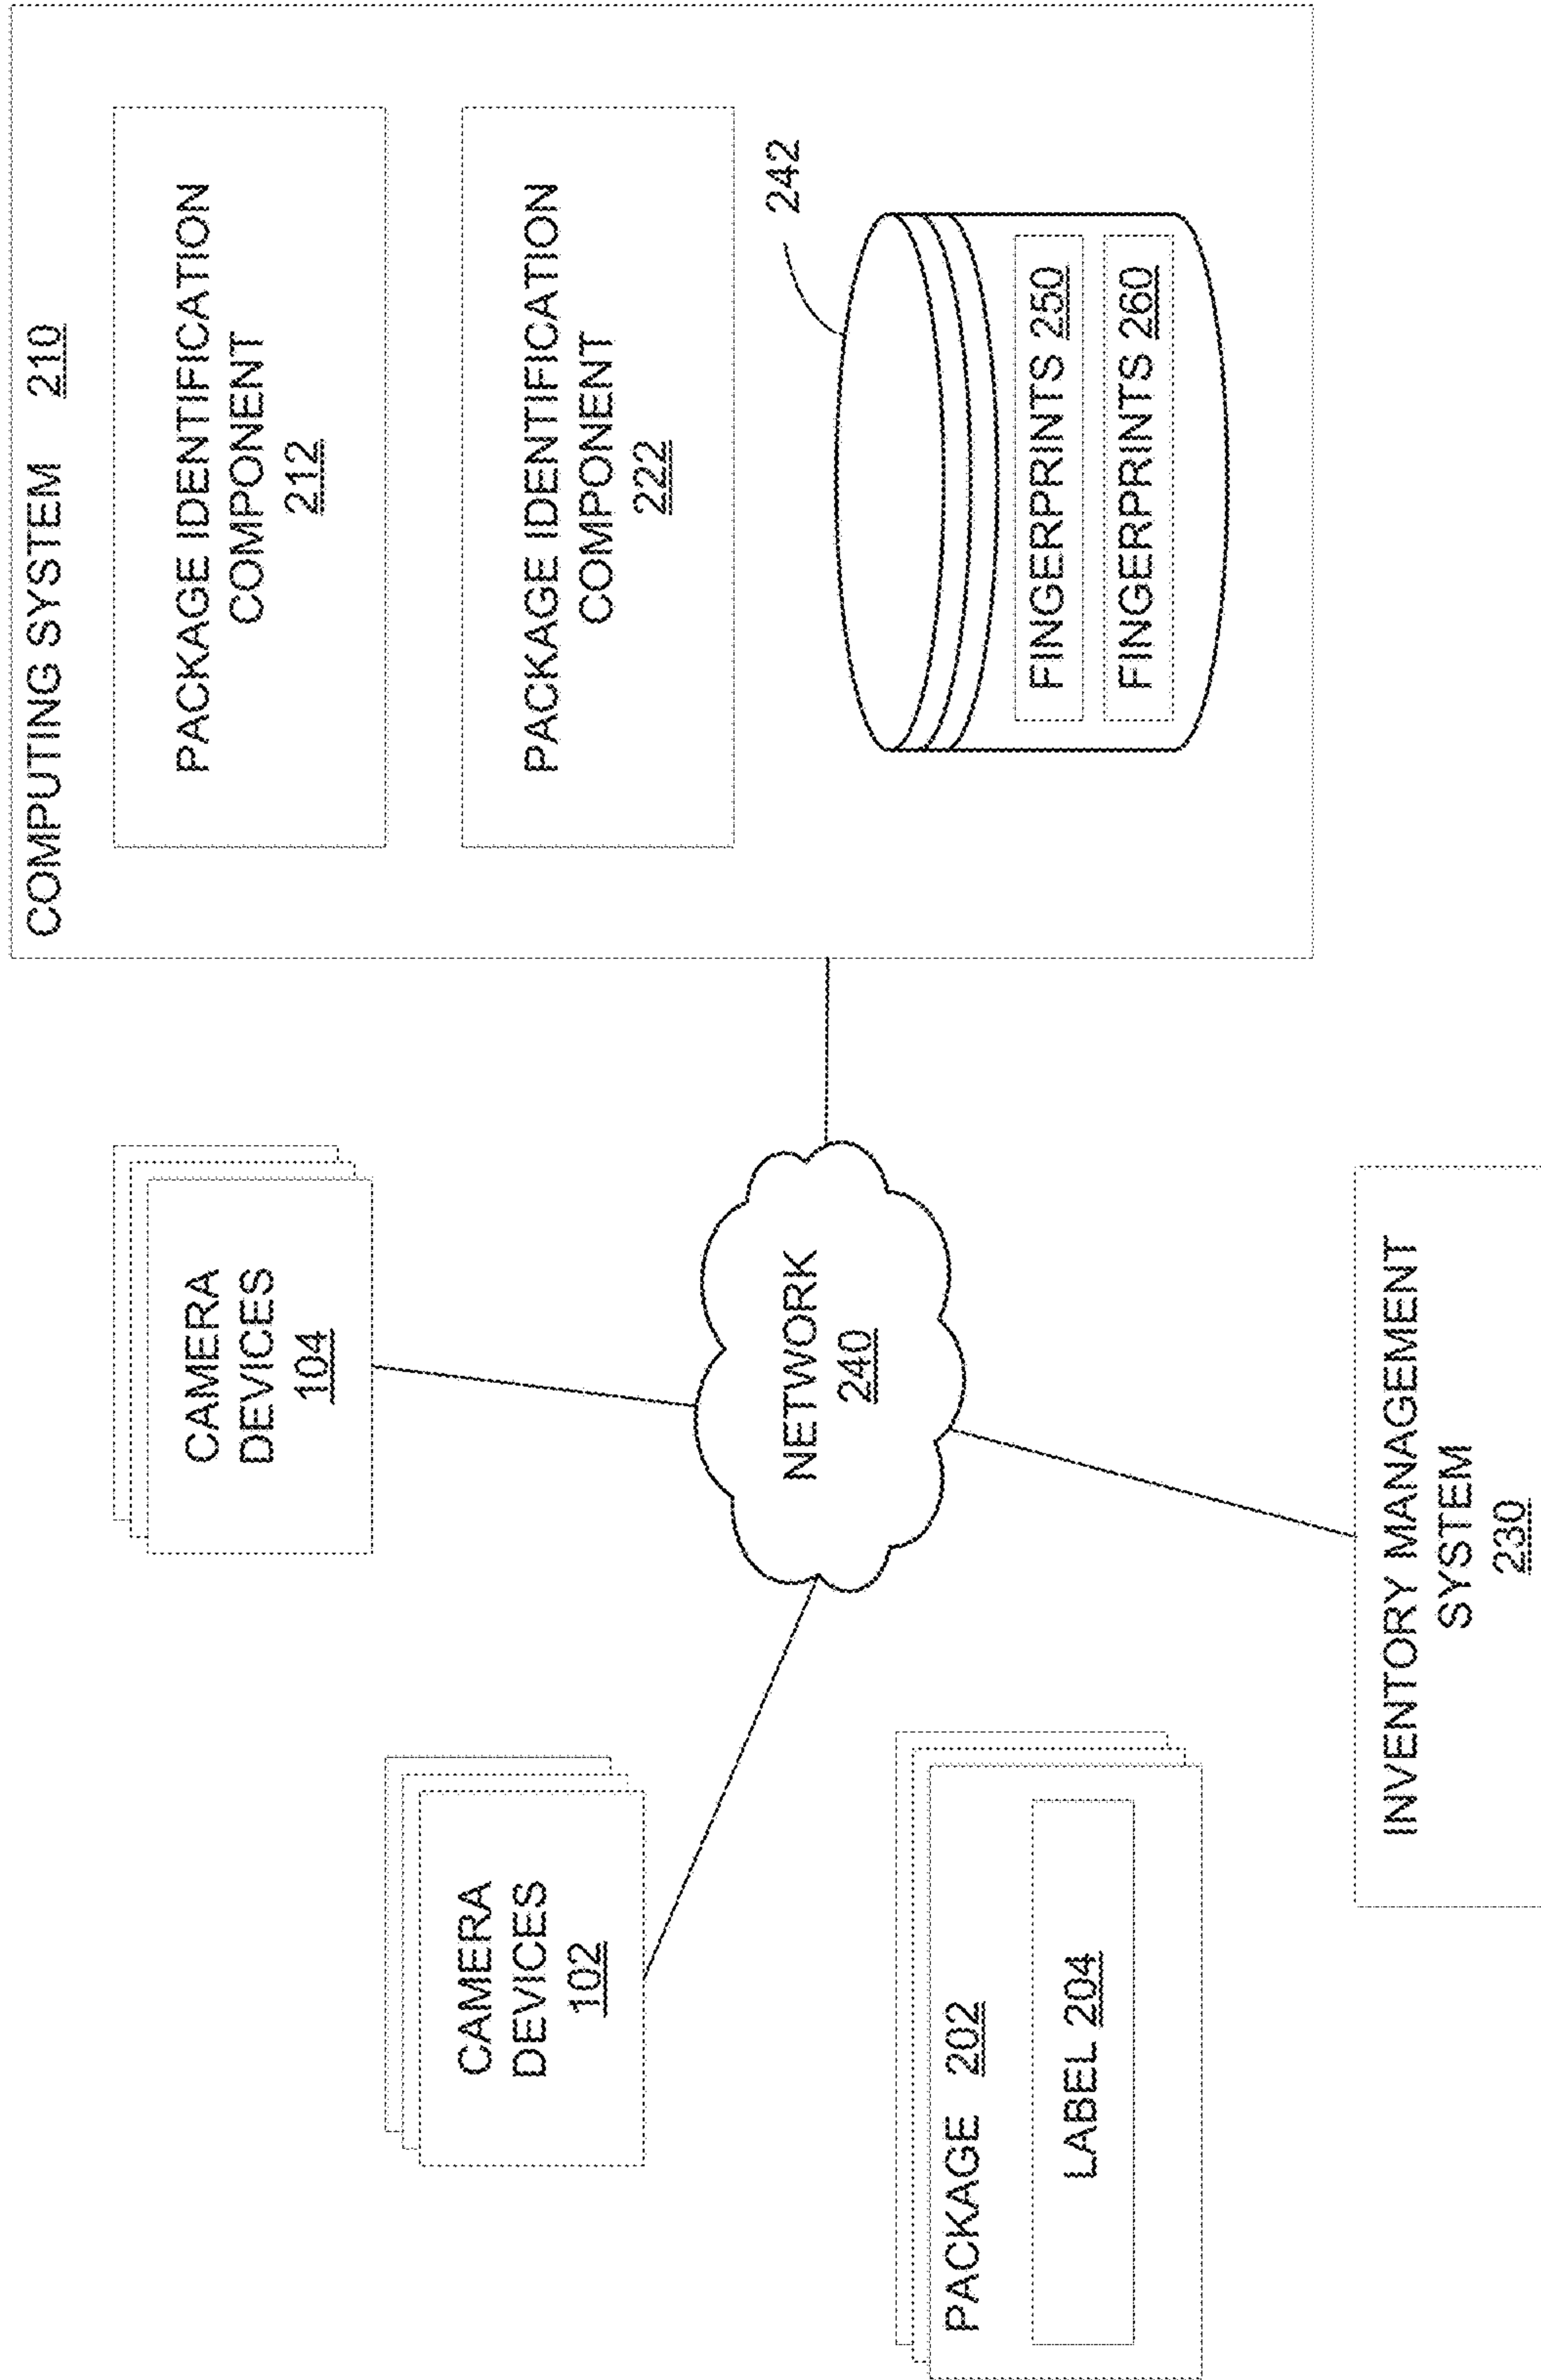 CAMERA
DEVICES
102
PACKAGE 202
LABEL 204
CAMERA
DEVICES
104
NETWORK
240
INVENTORY MANAGEMENT
SYSTEM
230
COMPUTING SYSTEM 210
PACKAGE IDENTIFICATION
COMPONENT
212
PACKAGE IDENTIFICATION
COMPONENT
222
242
FINGERPRINTS 250
FINGERPRINTS 260